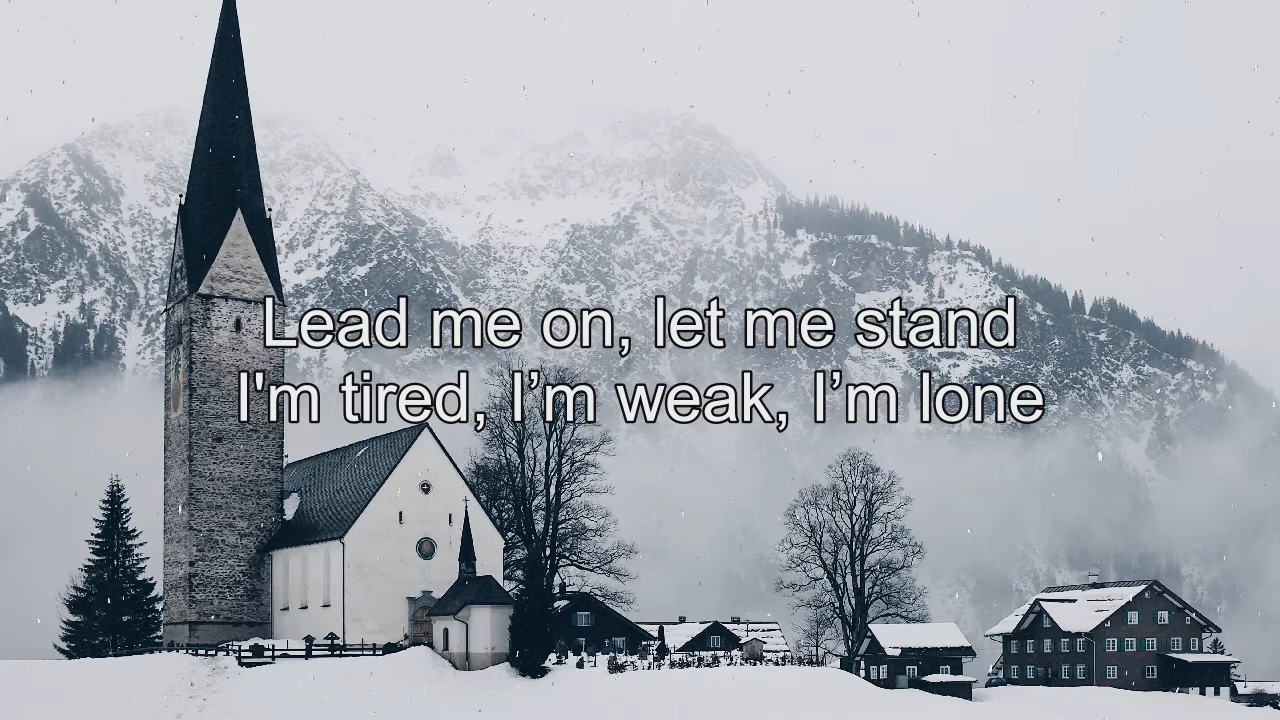 Lead me on, let me stand
I'm tired, I’m weak, I’m lone